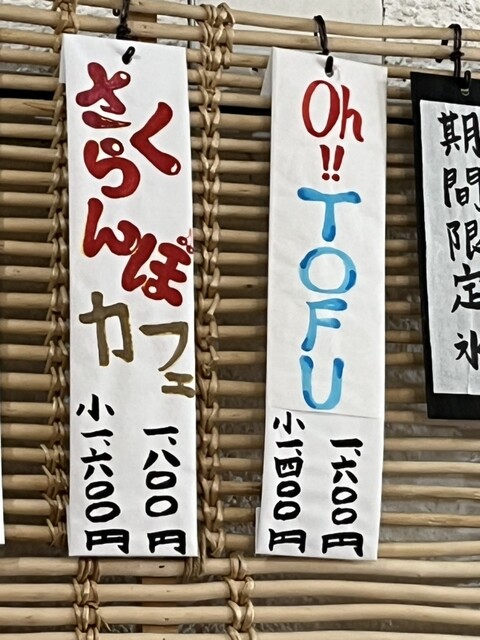 さくらんぼ
カフェ
一、八〇〇円
小一、六〇〇円
Oh
!!
TOFU
一、六〇〇円
小一、四〇〇円
期間限定氷